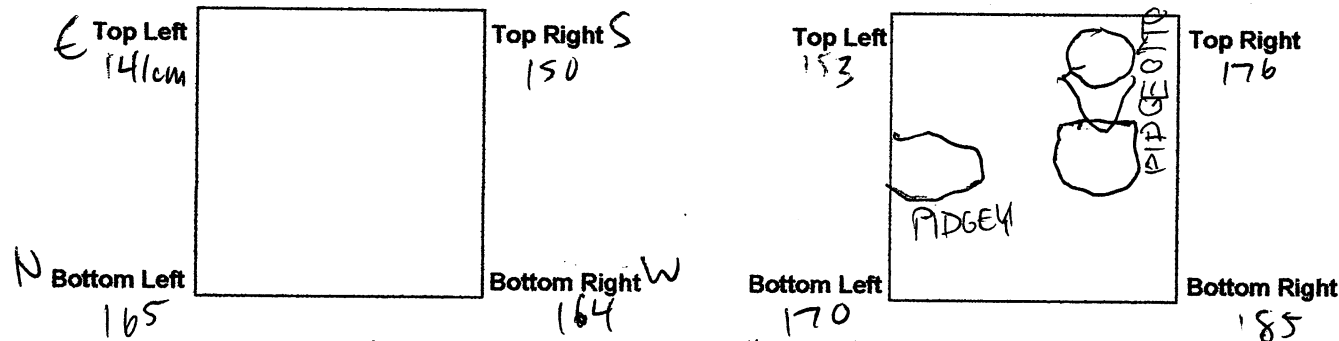 E Top Left
141cm
Top Right S
150
N Bottom Left
165
Bottom Right W
164
Top Left
153
Top Right
176
PIDGEOTTO
PIDGEY
Bottom Left
170
Bottom Right
185